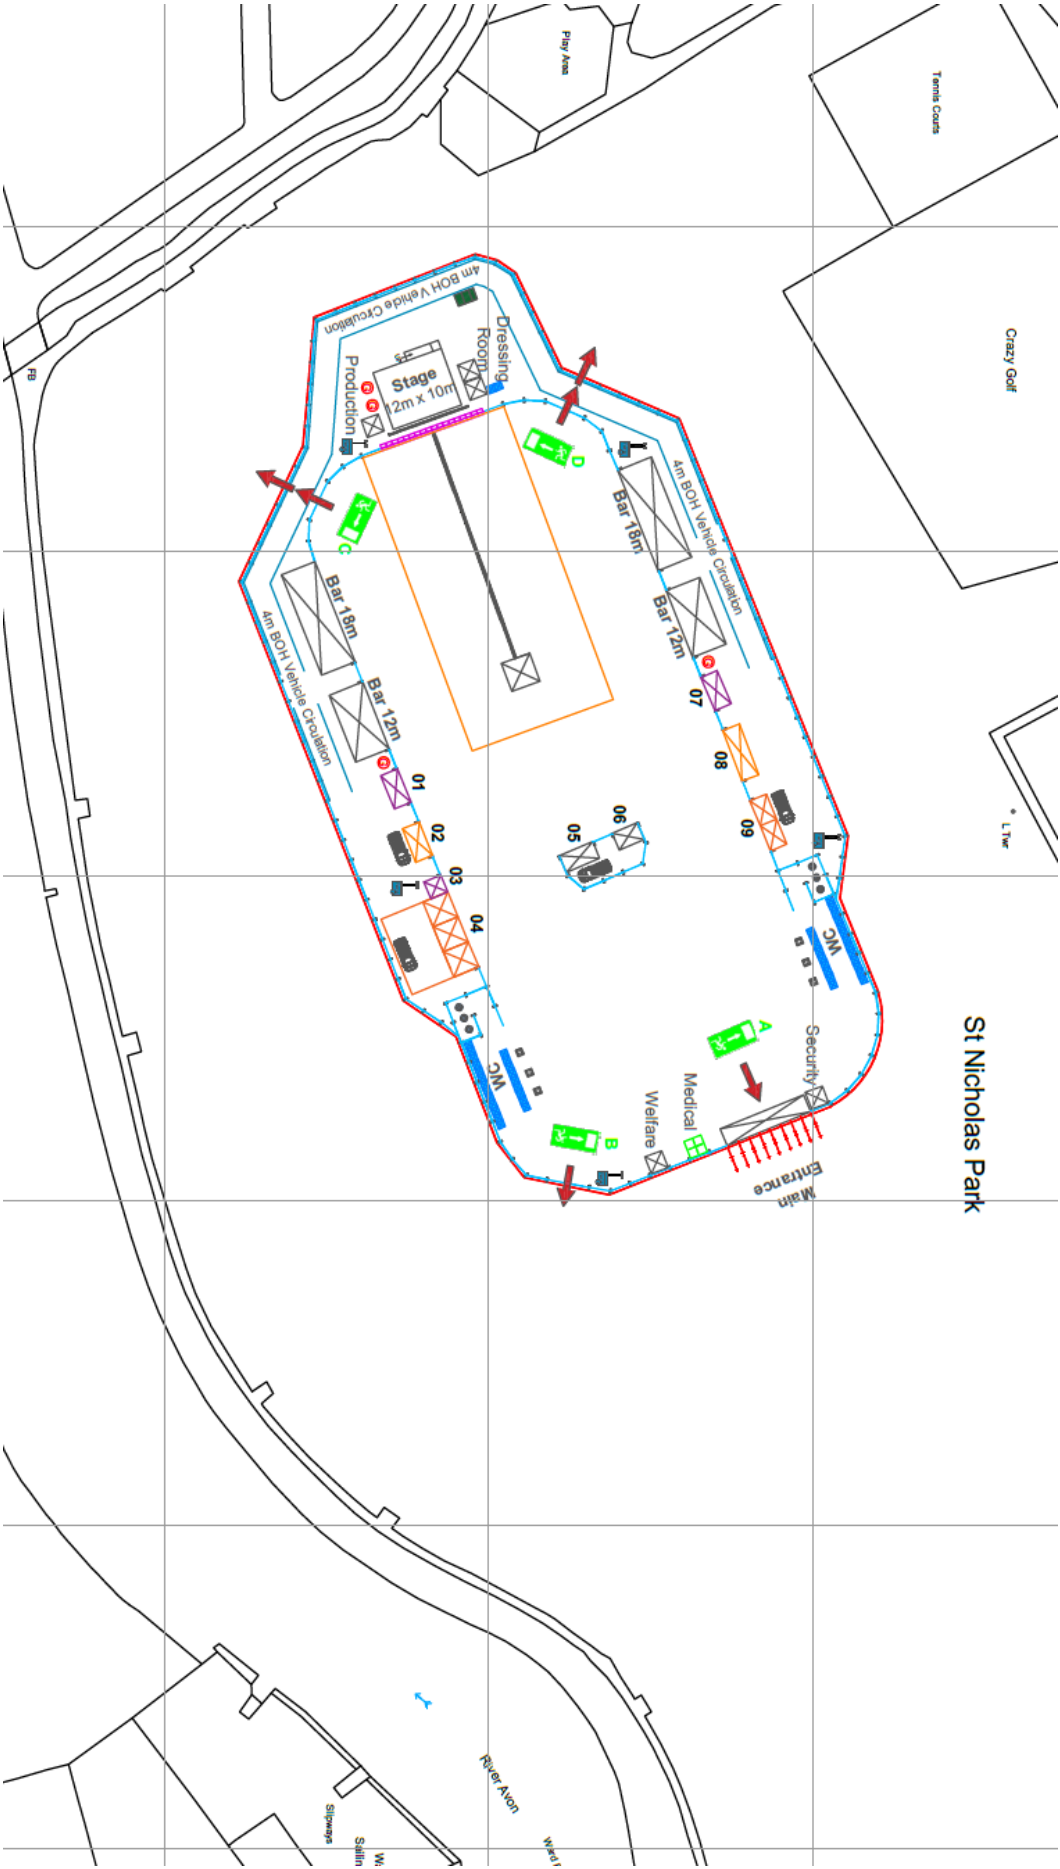 Play Area
Tennis Courts
Crazy Golf
FB
4m BOH Vehicle Circulation
Dressing
Room
Production
Stage
12m x 10m
G
G
D
C
4m BOH Vehicle Circulation
Bar 18m
Bar 12m
G
07
08
09
Bar 18m
4m BOH Vehicle Circulation
Bar 12m
G
01
02
03
04
05
06
L Twr
WC
WC
St Nicholas Park
A
Security
Medical
Welfare
B
Main
Entrance
River Avon
Slipways